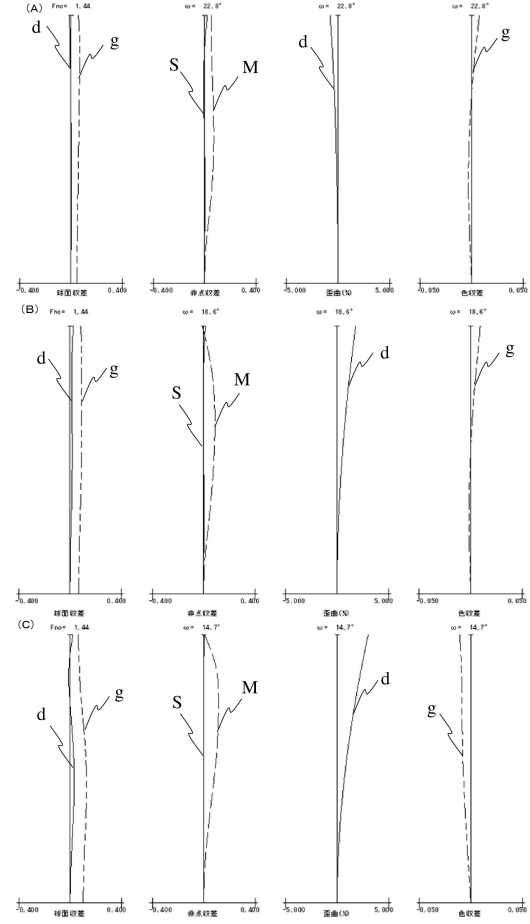 (A) Fno= 1.44 ω= 22.8° ω= 22.8° ω= 22.8°
d g S M d g
-0.400 球面収差 0.400 -0.400 非点収差 0.400 -5.000 歪曲(%) 5.000 -0.050 色収差 0.050
(B) Fno= 1.44 ω= 18.6° ω= 18.6° ω= 18.6°
d g S M d g
-0.400 球面収差 0.400 -0.400 非点収差 0.400 -5.000 歪曲(%) 5.000 -0.050 色収差 0.050
(C) Fno= 1.44 ω= 14.7° ω= 14.7° ω= 14.7°
d g S M d g
-0.400 球面収差 0.400 -0.400 非点収差 0.400 -5.000 歪曲(%) 5.000 -0.050 色収差 0.050